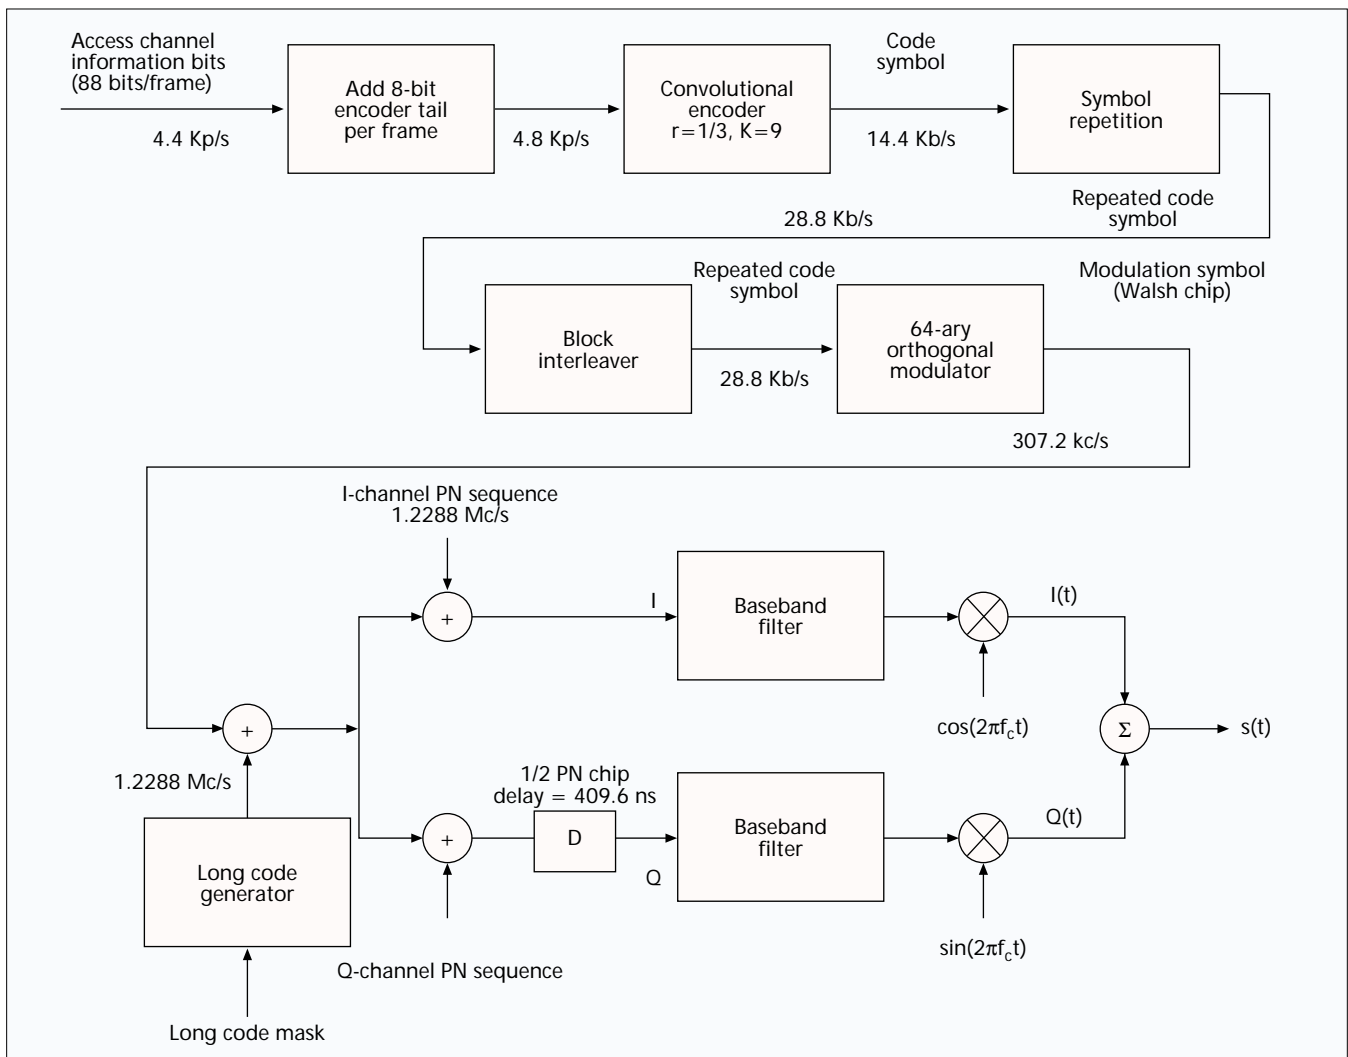 Access channel
information bits
(88 bits/frame)
4.4 Kp/s
Add 8-bit
encoder tail
per frame
4.8 Kp/s
Convolutional
encoder
r=1/3, K=9
Code
symbol
14.4 Kb/s
Symbol
repetition
Repeated code
symbol
28.8 Kb/s
Block
interleaver
Repeated code
symbol
28.8 Kb/s
64-ary
orthogonal
modulator
Modulation symbol
(Walsh chip)
307.2 kc/s
I-channel PN sequence
1.2288 Mc/s
+
I
Baseband
filter
I(t)
cos(2πf_ct)
+
1.2288 Mc/s
Σ
s(t)
1/2 PN chip
delay = 409.6 ns
+
D
Q
Baseband
filter
Q(t)
sin(2πf_ct)
Long code
generator
Q-channel PN sequence
Long code mask